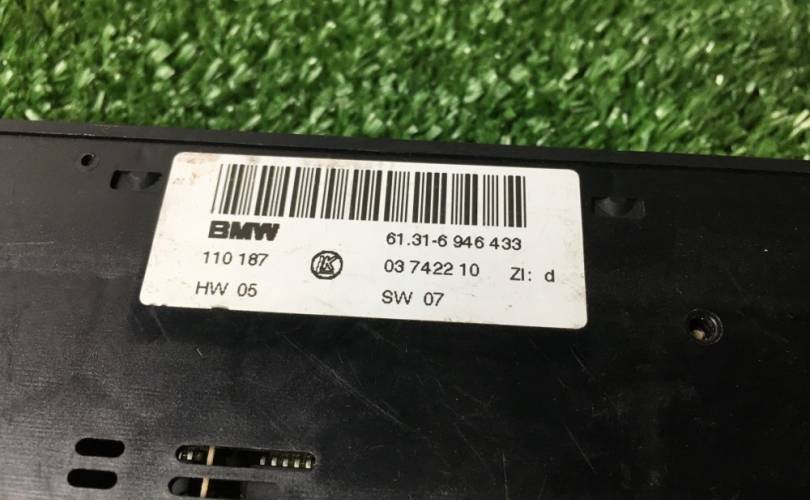 BMW 61.31-6 946 433
110 187 K 03 7422 10 ZI: d
HW 05 SW 07